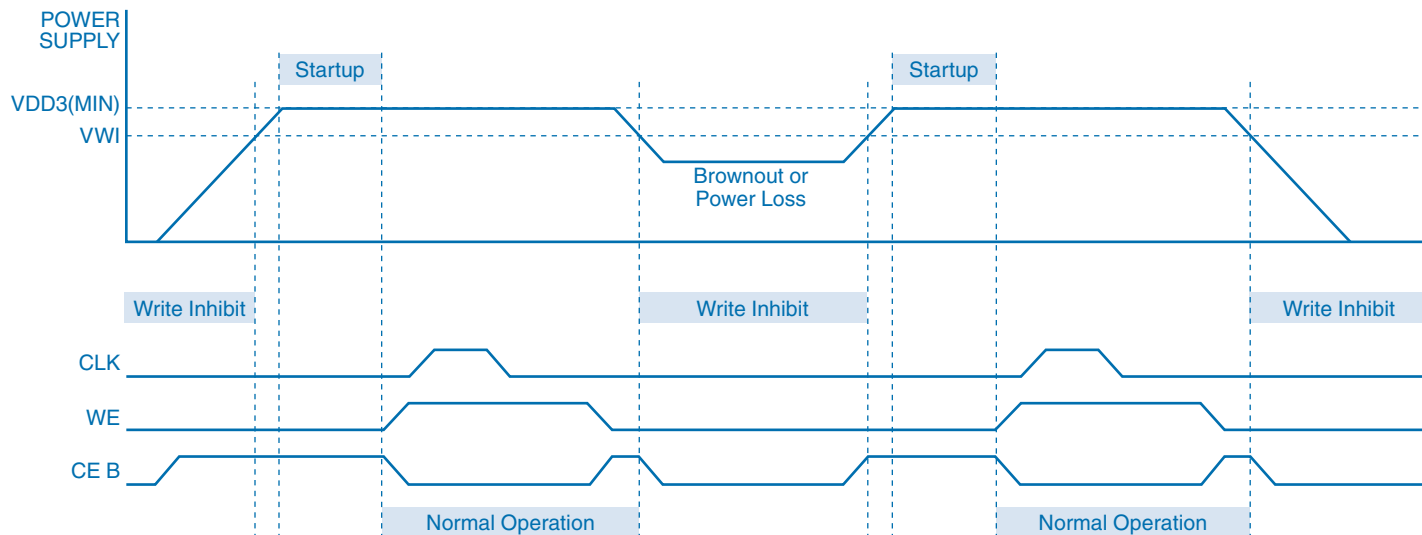 POWER
SUPPLY
Startup
Startup
VDD3(MIN)
VWI
Brownout or
Power Loss
Write Inhibit
Write Inhibit
Write Inhibit
CLK
WE
CE B
Normal Operation
Normal Operation